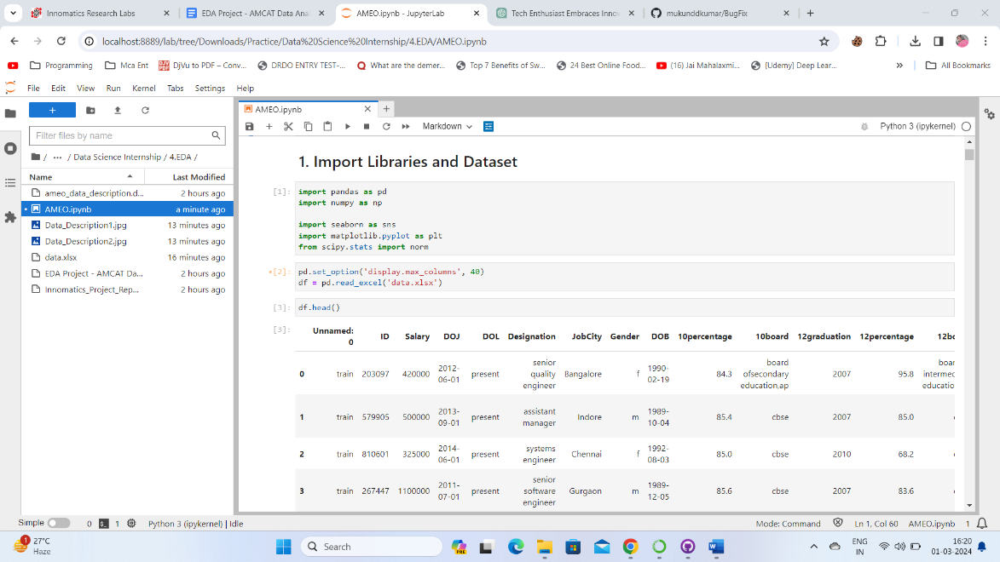 Innomatics Research Labs
EDA Project - AMCAT Data Ana
AMEO.ipynb - JupyterLab
Tech Enthusiast Embraces Inno
mukunddkumar/BugFix
localhost:8889/lab/tree/Downloads/Practice/Data%20Science%20Internship/4.EDA/AMEO.ipynb
Programming
Mca Ent
DjVu to PDF – Conv...
DRDO ENTRY TEST-...
What are the demer...
Top 7 Benefits of Sw...
24 Best Online Food...
(16) Jai Mahalaxmi...
[Udemy] Deep Lear...
»
All Bookmarks
File Edit View Run Kernel Tabs Settings Help
Filter files by name
/ ··· / Data Science Internship / 4.EDA /
Name Last Modified
ameo_data_description.d... 2 hours ago
AMEO.ipynb a minute ago
Data_Description1.jpg 13 minutes ago
Data_Description2.jpg 13 minutes ago
data.xlsx 16 minutes ago
EDA Project - AMCAT Da... 2 hours ago
Innomatics_Project_Rep... 2 hours ago
AMEO.ipynb
Markdown
Python 3 (ipykernel)
1. Import Libraries and Dataset
[1]: import pandas as pd
import numpy as np
import seaborn as sns
import matplotlib.pyplot as plt
from scipy.stats import norm
[2]: pd.set_option('display.max_columns', 40)
df = pd.read_excel('data.xlsx')
[3]: df.head()
[3]: Unnamed: 0 ID Salary DOJ DOL Designation JobCity Gender DOB 10percentage 10board 12graduation 12percentage 12bo
0 train 203097 420000 2012-06-01 present senior quality engineer Bangalore f 1990-02-19 84.3 board ofsecondary education,ap 2007 95.8 boar intermed educatio
1 train 579905 500000 2013-09-01 present assistant manager Indore m 1989-10-04 85.4 cbse 2007 85.0
2 train 810601 325000 2014-06-01 present systems engineer Chennai f 1992-08-03 85.0 cbse 2010 68.2
3 train 267447 1100000 2011-07-01 present senior software engineer Gurgaon m 1989-12-05 85.6 cbse 2007 83.6
Simple 0 1 Python 3 (ipykernel) | Idle
Mode: Command Ln 1, Col 60 AMEO.ipynb 1
1
27°C
Haze
Search
PRE
ENG
IN
16:20
01-03-2024